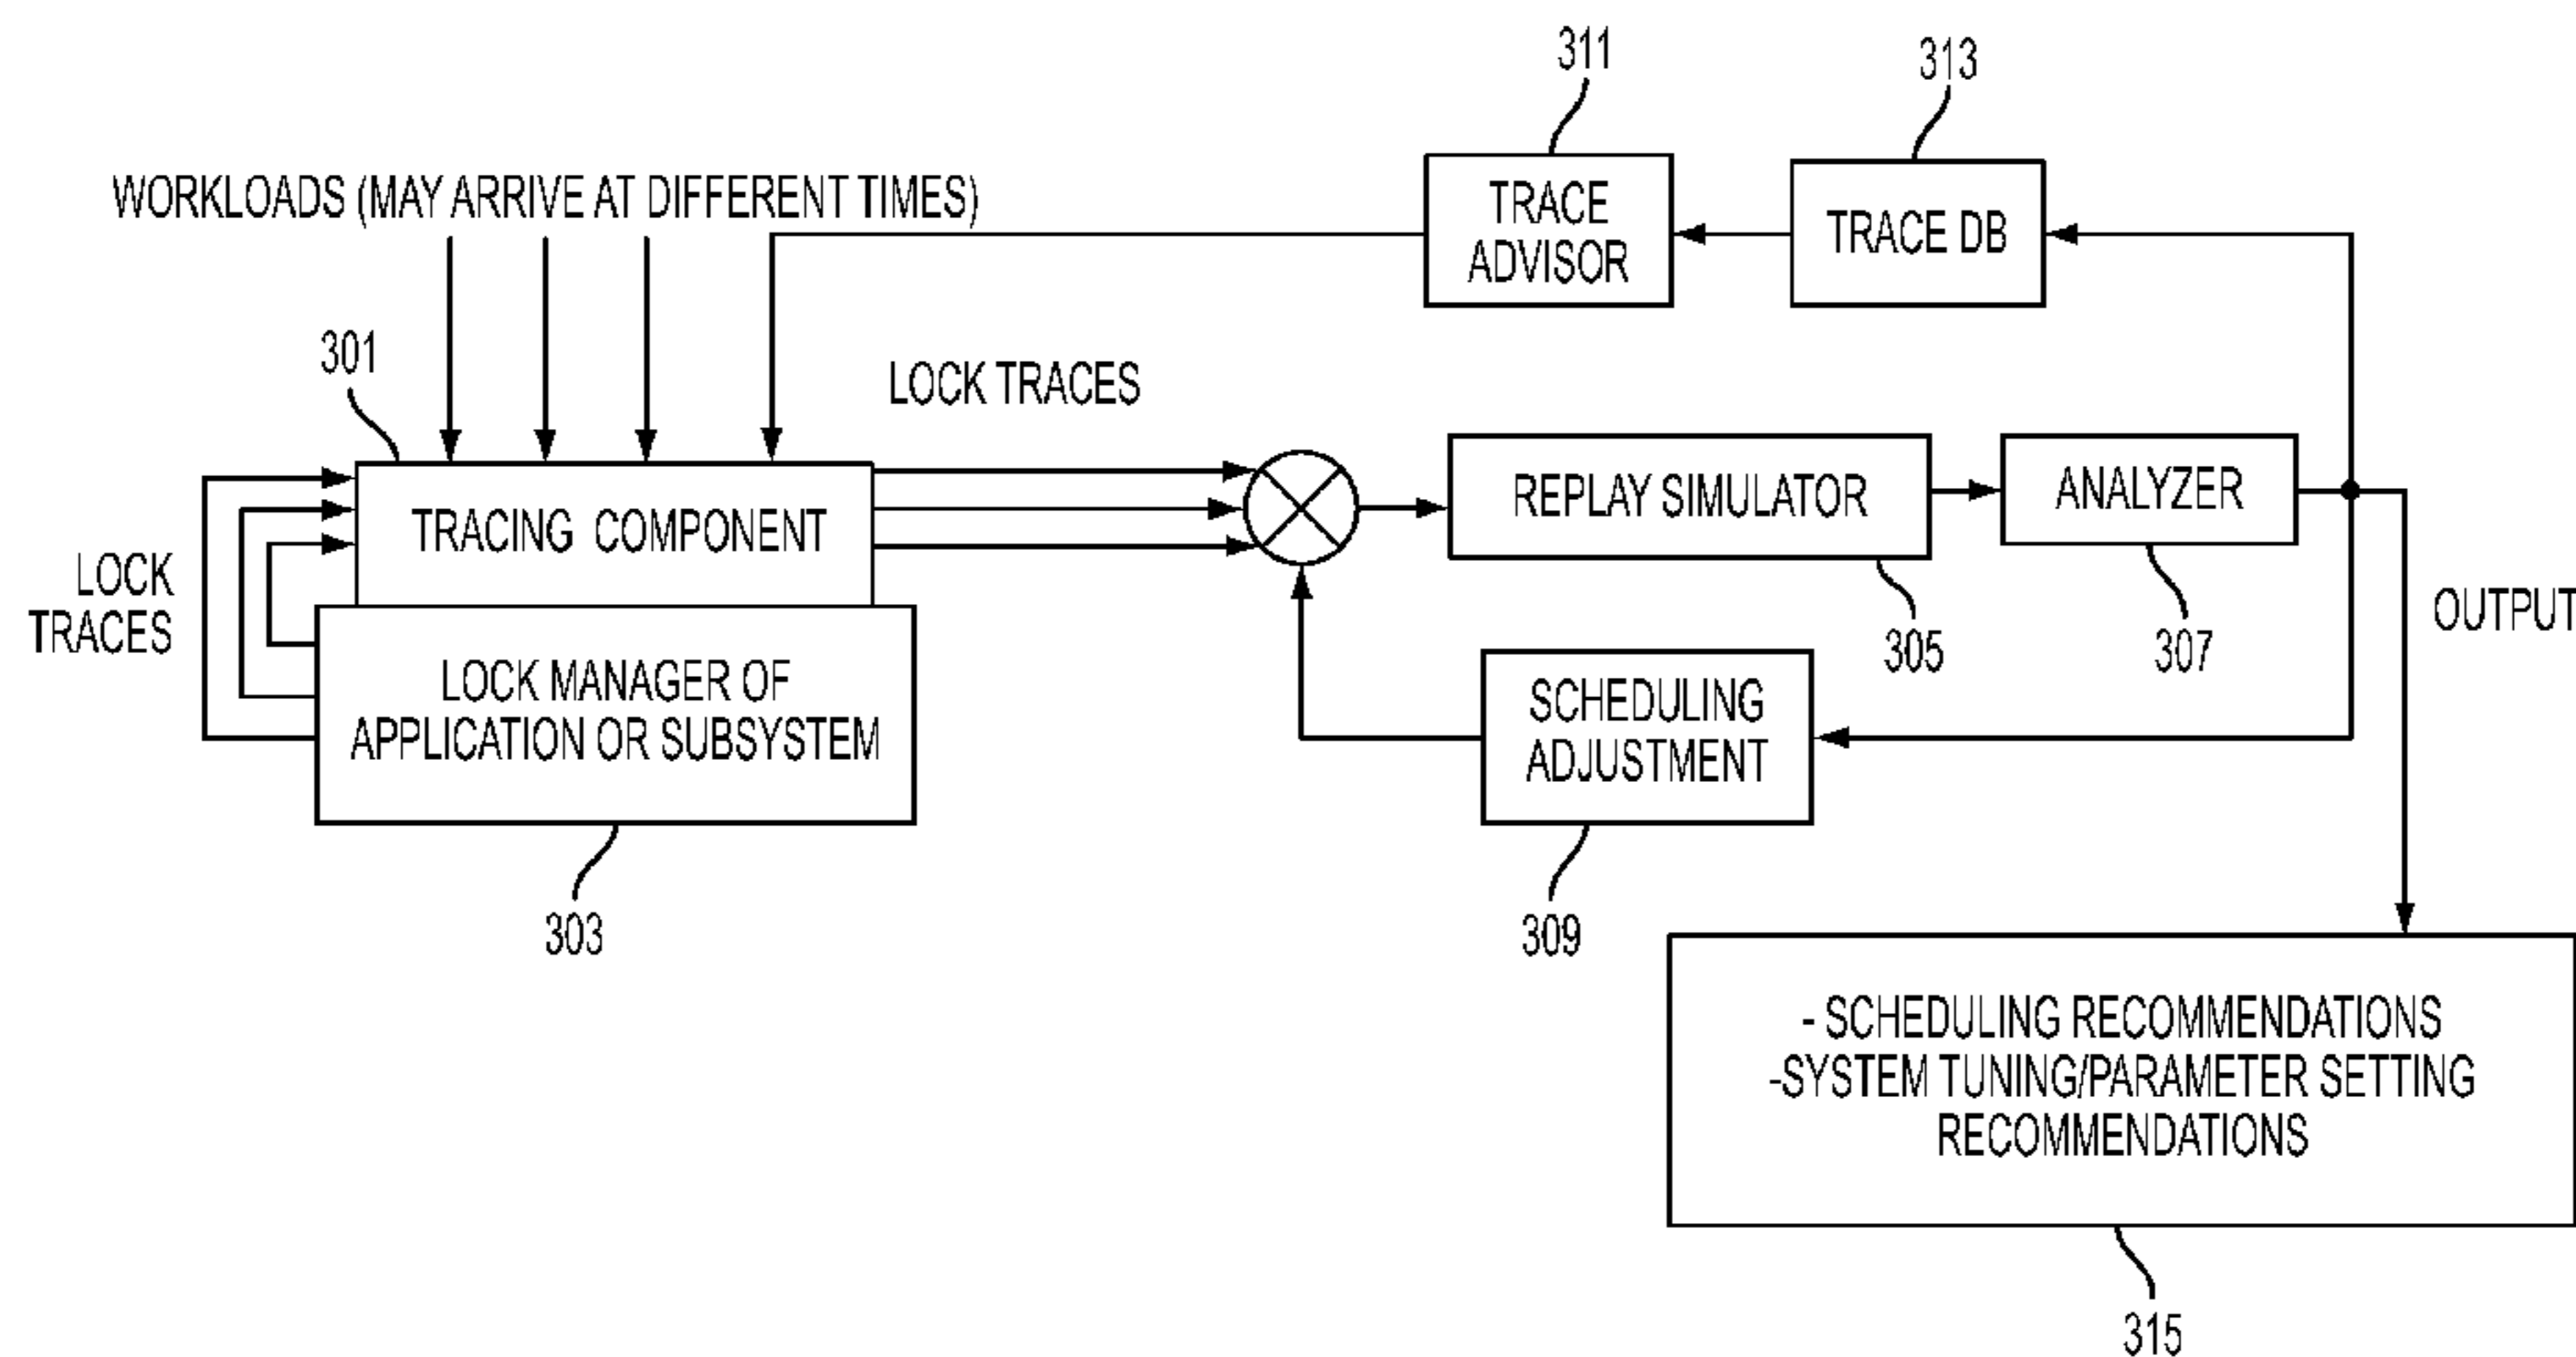 311
313
WORKLOADS (MAY ARRIVE AT DIFFERENT TIMES)
TRACE
ADVISOR
TRACE DB
301
LOCK TRACES
TRACING COMPONENT
REPLAY SIMULATOR
ANALYZER
LOCK
TRACES
OUTPUT
305
307
LOCK MANAGER OF
APPLICATION OR SUBSYSTEM
SCHEDULING
ADJUSTMENT
303
309
- SCHEDULING RECOMMENDATIONS
-SYSTEM TUNING/PARAMETER SETTING
RECOMMENDATIONS
315